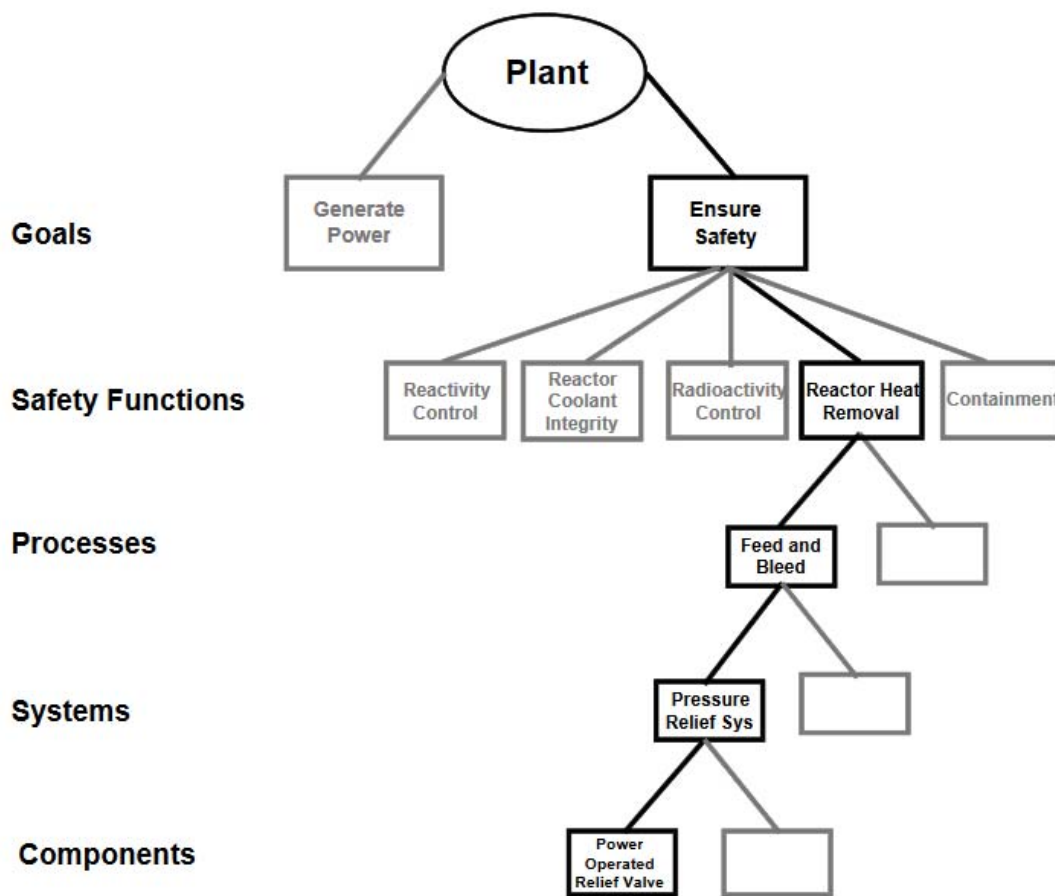 Plant
Goals
Generate
Power
Ensure
Safety
Safety Functions
Reactivity
Control
Reactor
Coolant
Integrity
Radioactivity
Control
Reactor Heat
Removal
Containment
Processes
Feed and
Bleed
Systems
Pressure
Relief Sys
Components
Power
Operated
Relief Valve